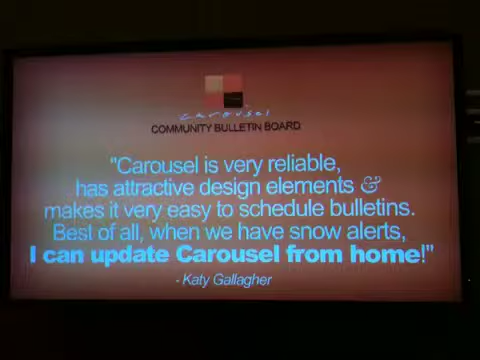 carousel
COMMUNITY BULLETIN BOARD
"Carousel is very reliable,
has attractive design elements &
makes it very easy to schedule bulletins.
Best of all, when we have snow alerts,
I can update Carousel from home!"
- Katy Gallagher